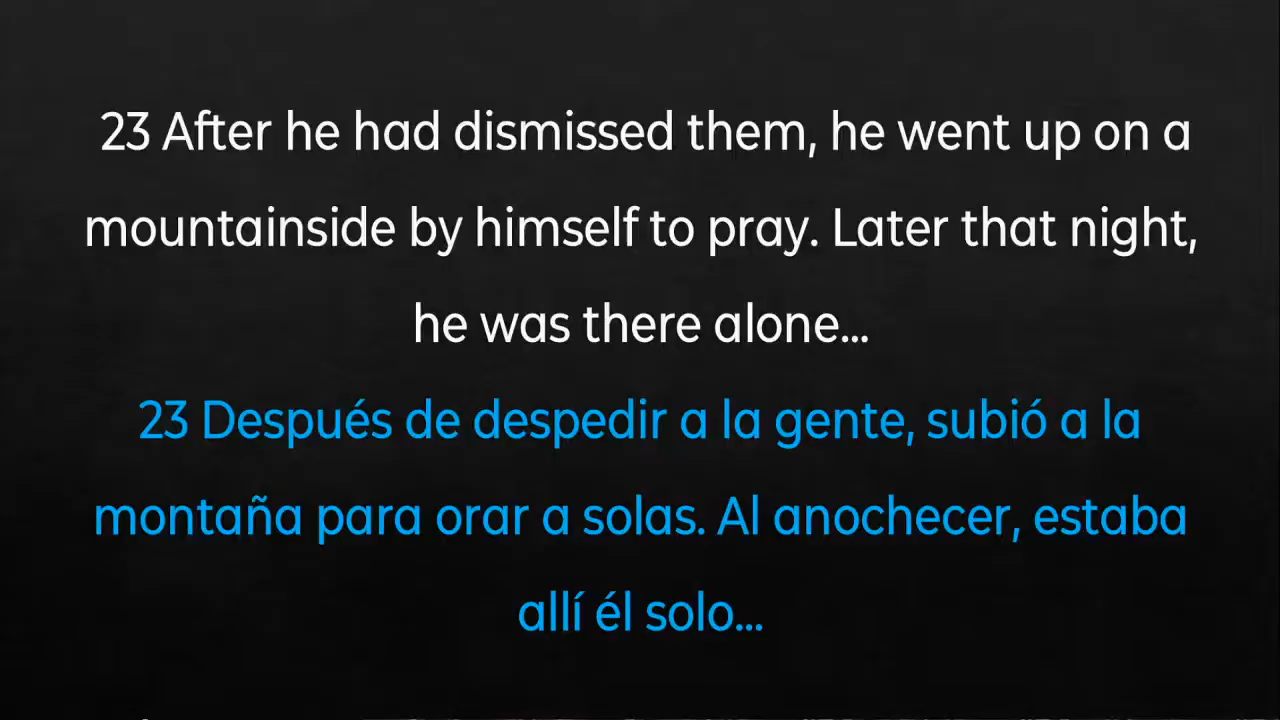 23 After he had dismissed them, he went up on a
mountainside by himself to pray. Later that night,
he was there alone...
23 Después de despedir a la gente, subió a la
montaña para orar a solas. Al anochecer, estaba
allí él solo...